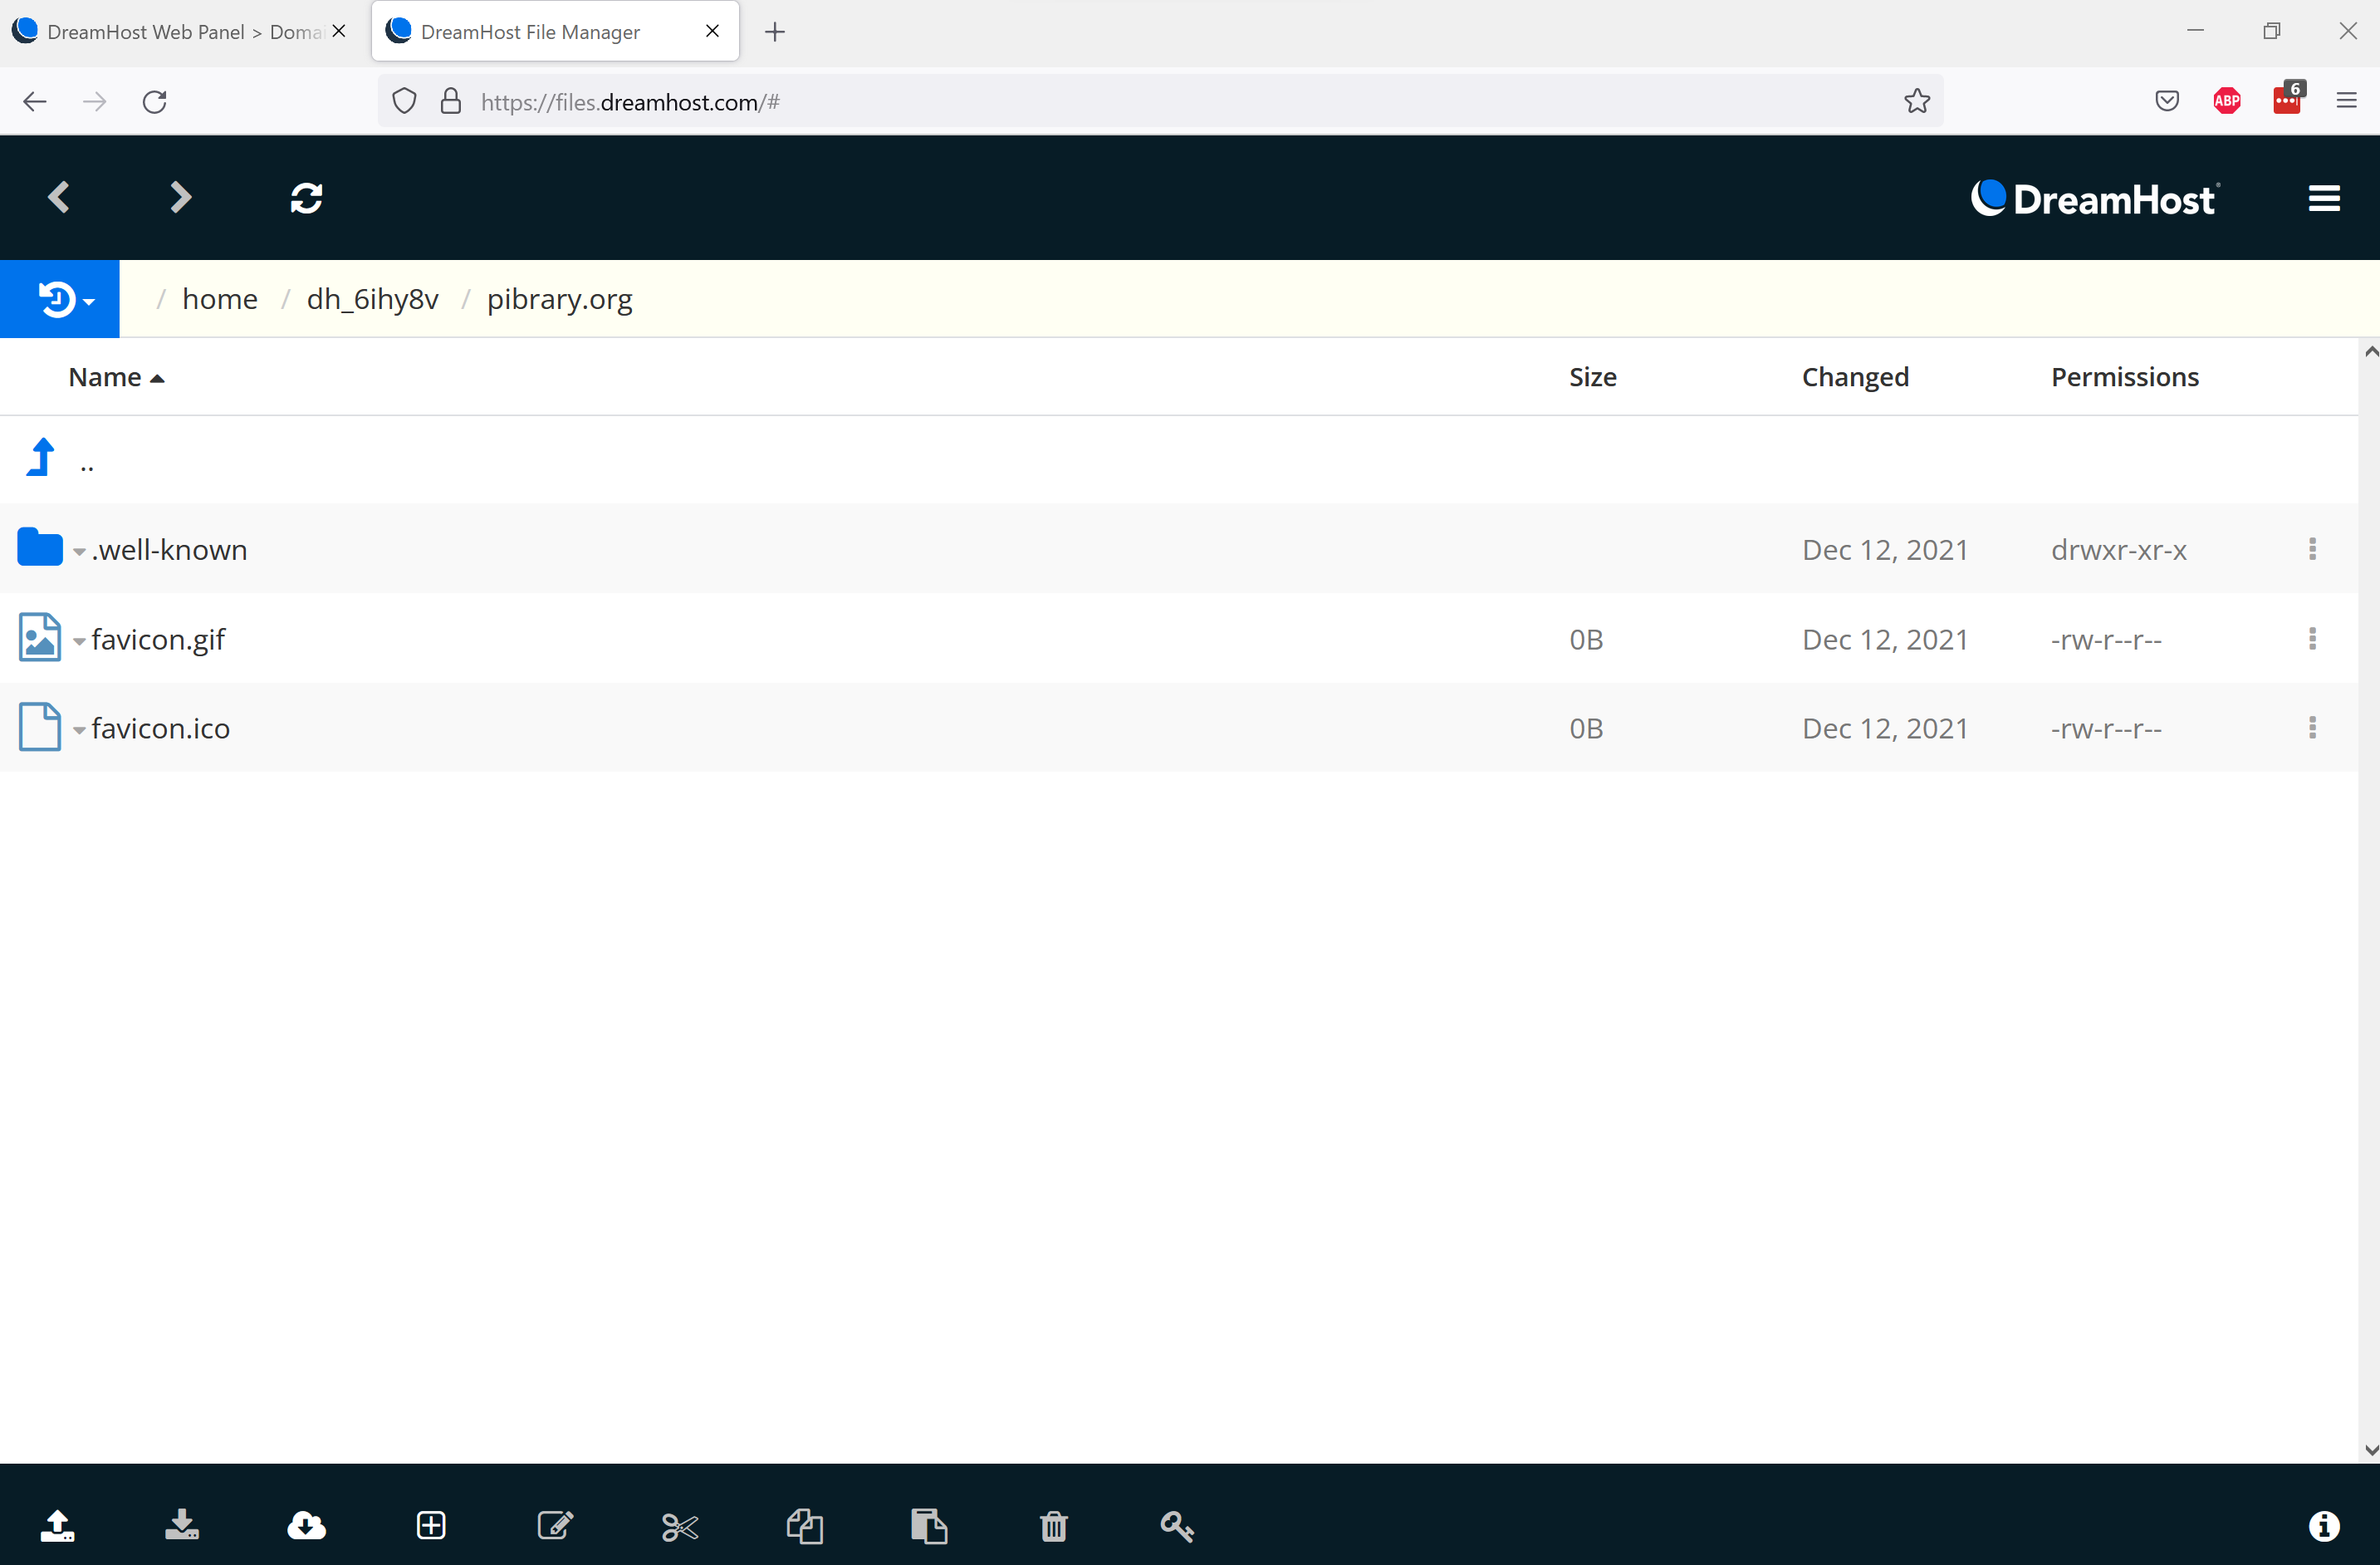 DreamHost Web Panel > Doma
DreamHost File Manager
https://files.dreamhost.com/#
ABP
6
DreamHost
/ home / dh_6ihy8v / pibrary.org
Name Size Changed Permissions
..
.well-known Dec 12, 2021 drwxr-xr-x
favicon.gif 0B Dec 12, 2021 -rw-r--r--
favicon.ico 0B Dec 12, 2021 -rw-r--r--